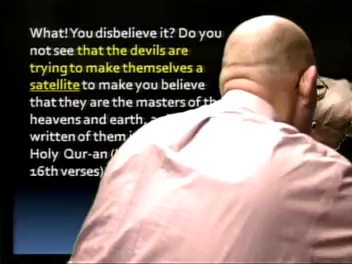 What! You disbelieve it? Do you
not see that the devils are
trying to make themselves a
satellite to make you believe
that they are the masters of
heavens and earth,
written of them
Holy Qur-an
16th verses)